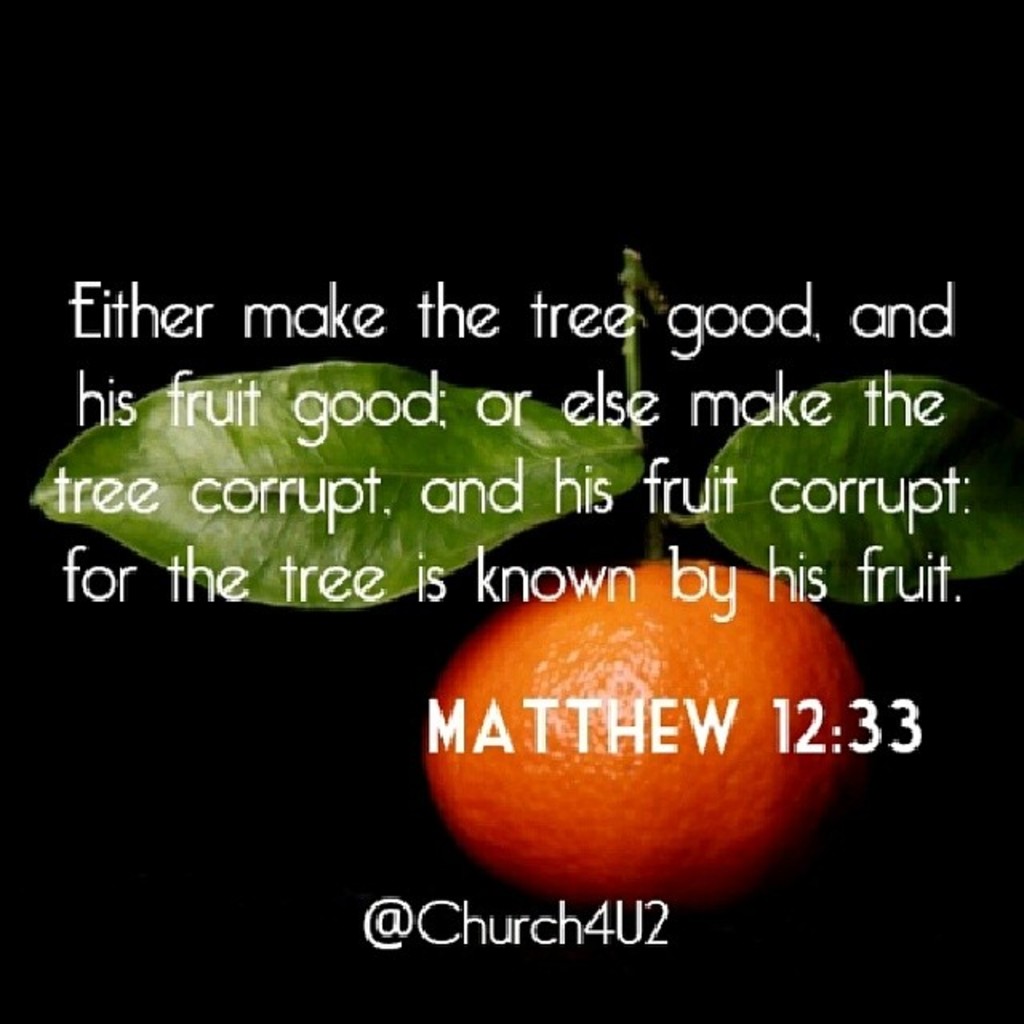 Either make the tree good, and
his fruit good; or else make the
tree corrupt, and his fruit corrupt:
for the tree is known by his fruit.
MATTHEW 12:33
@Church4U2